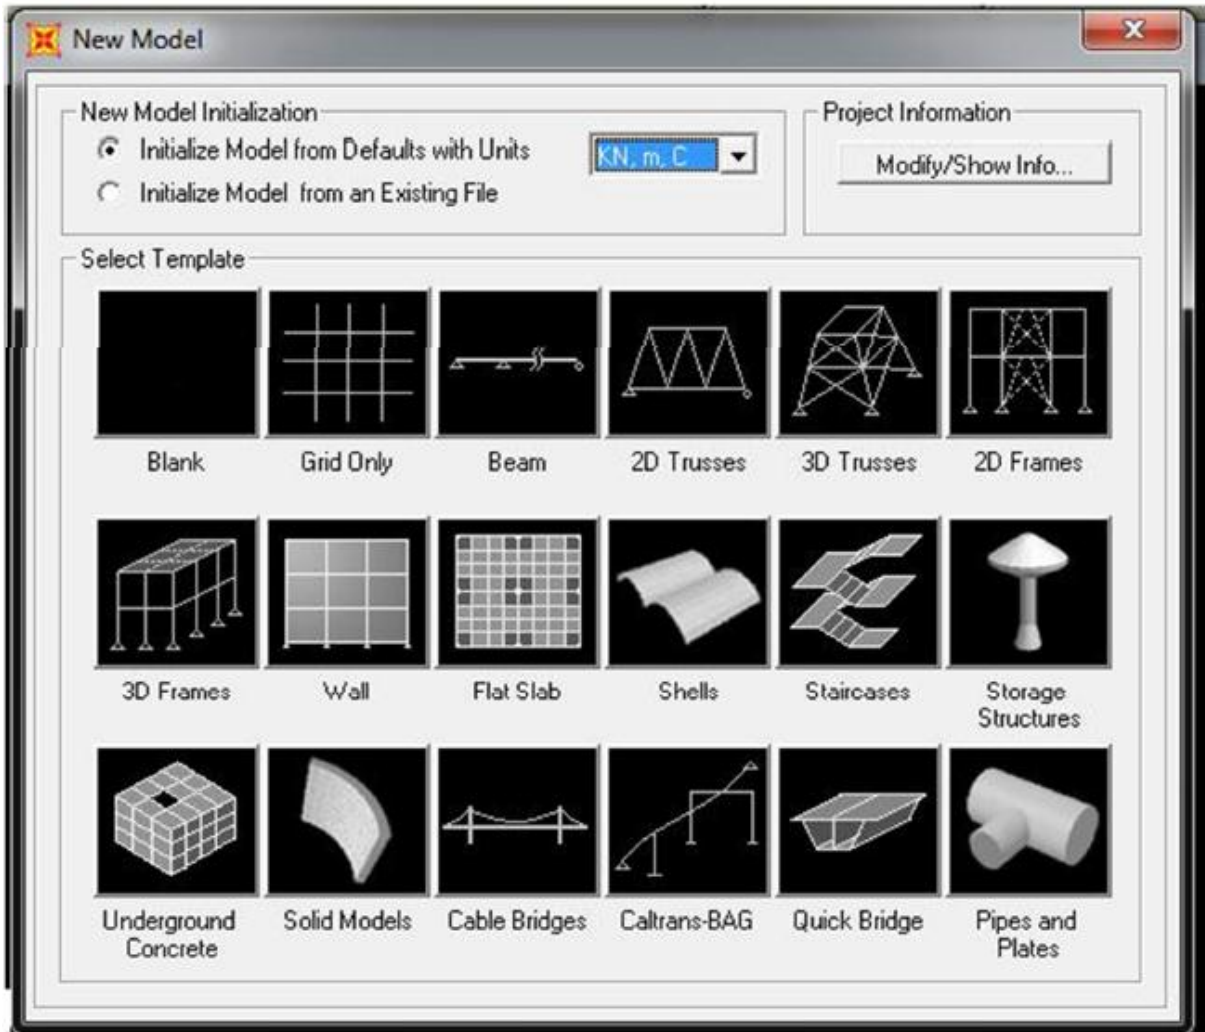 New Model
New Model Initialization
Initialize Model from Defaults with Units
KN, m, C
Initialize Model from an Existing File
Project Information
Modify/Show Info...
Select Template
Blank
Grid Only
Beam
2D Trusses
3D Trusses
2D Frames
3D Frames
Wall
Flat Slab
Shells
Staircases
Storage
Structures
Underground
Concrete
Solid Models
Cable Bridges
Caltrans-BAG
Quick Bridge
Pipes and
Plates